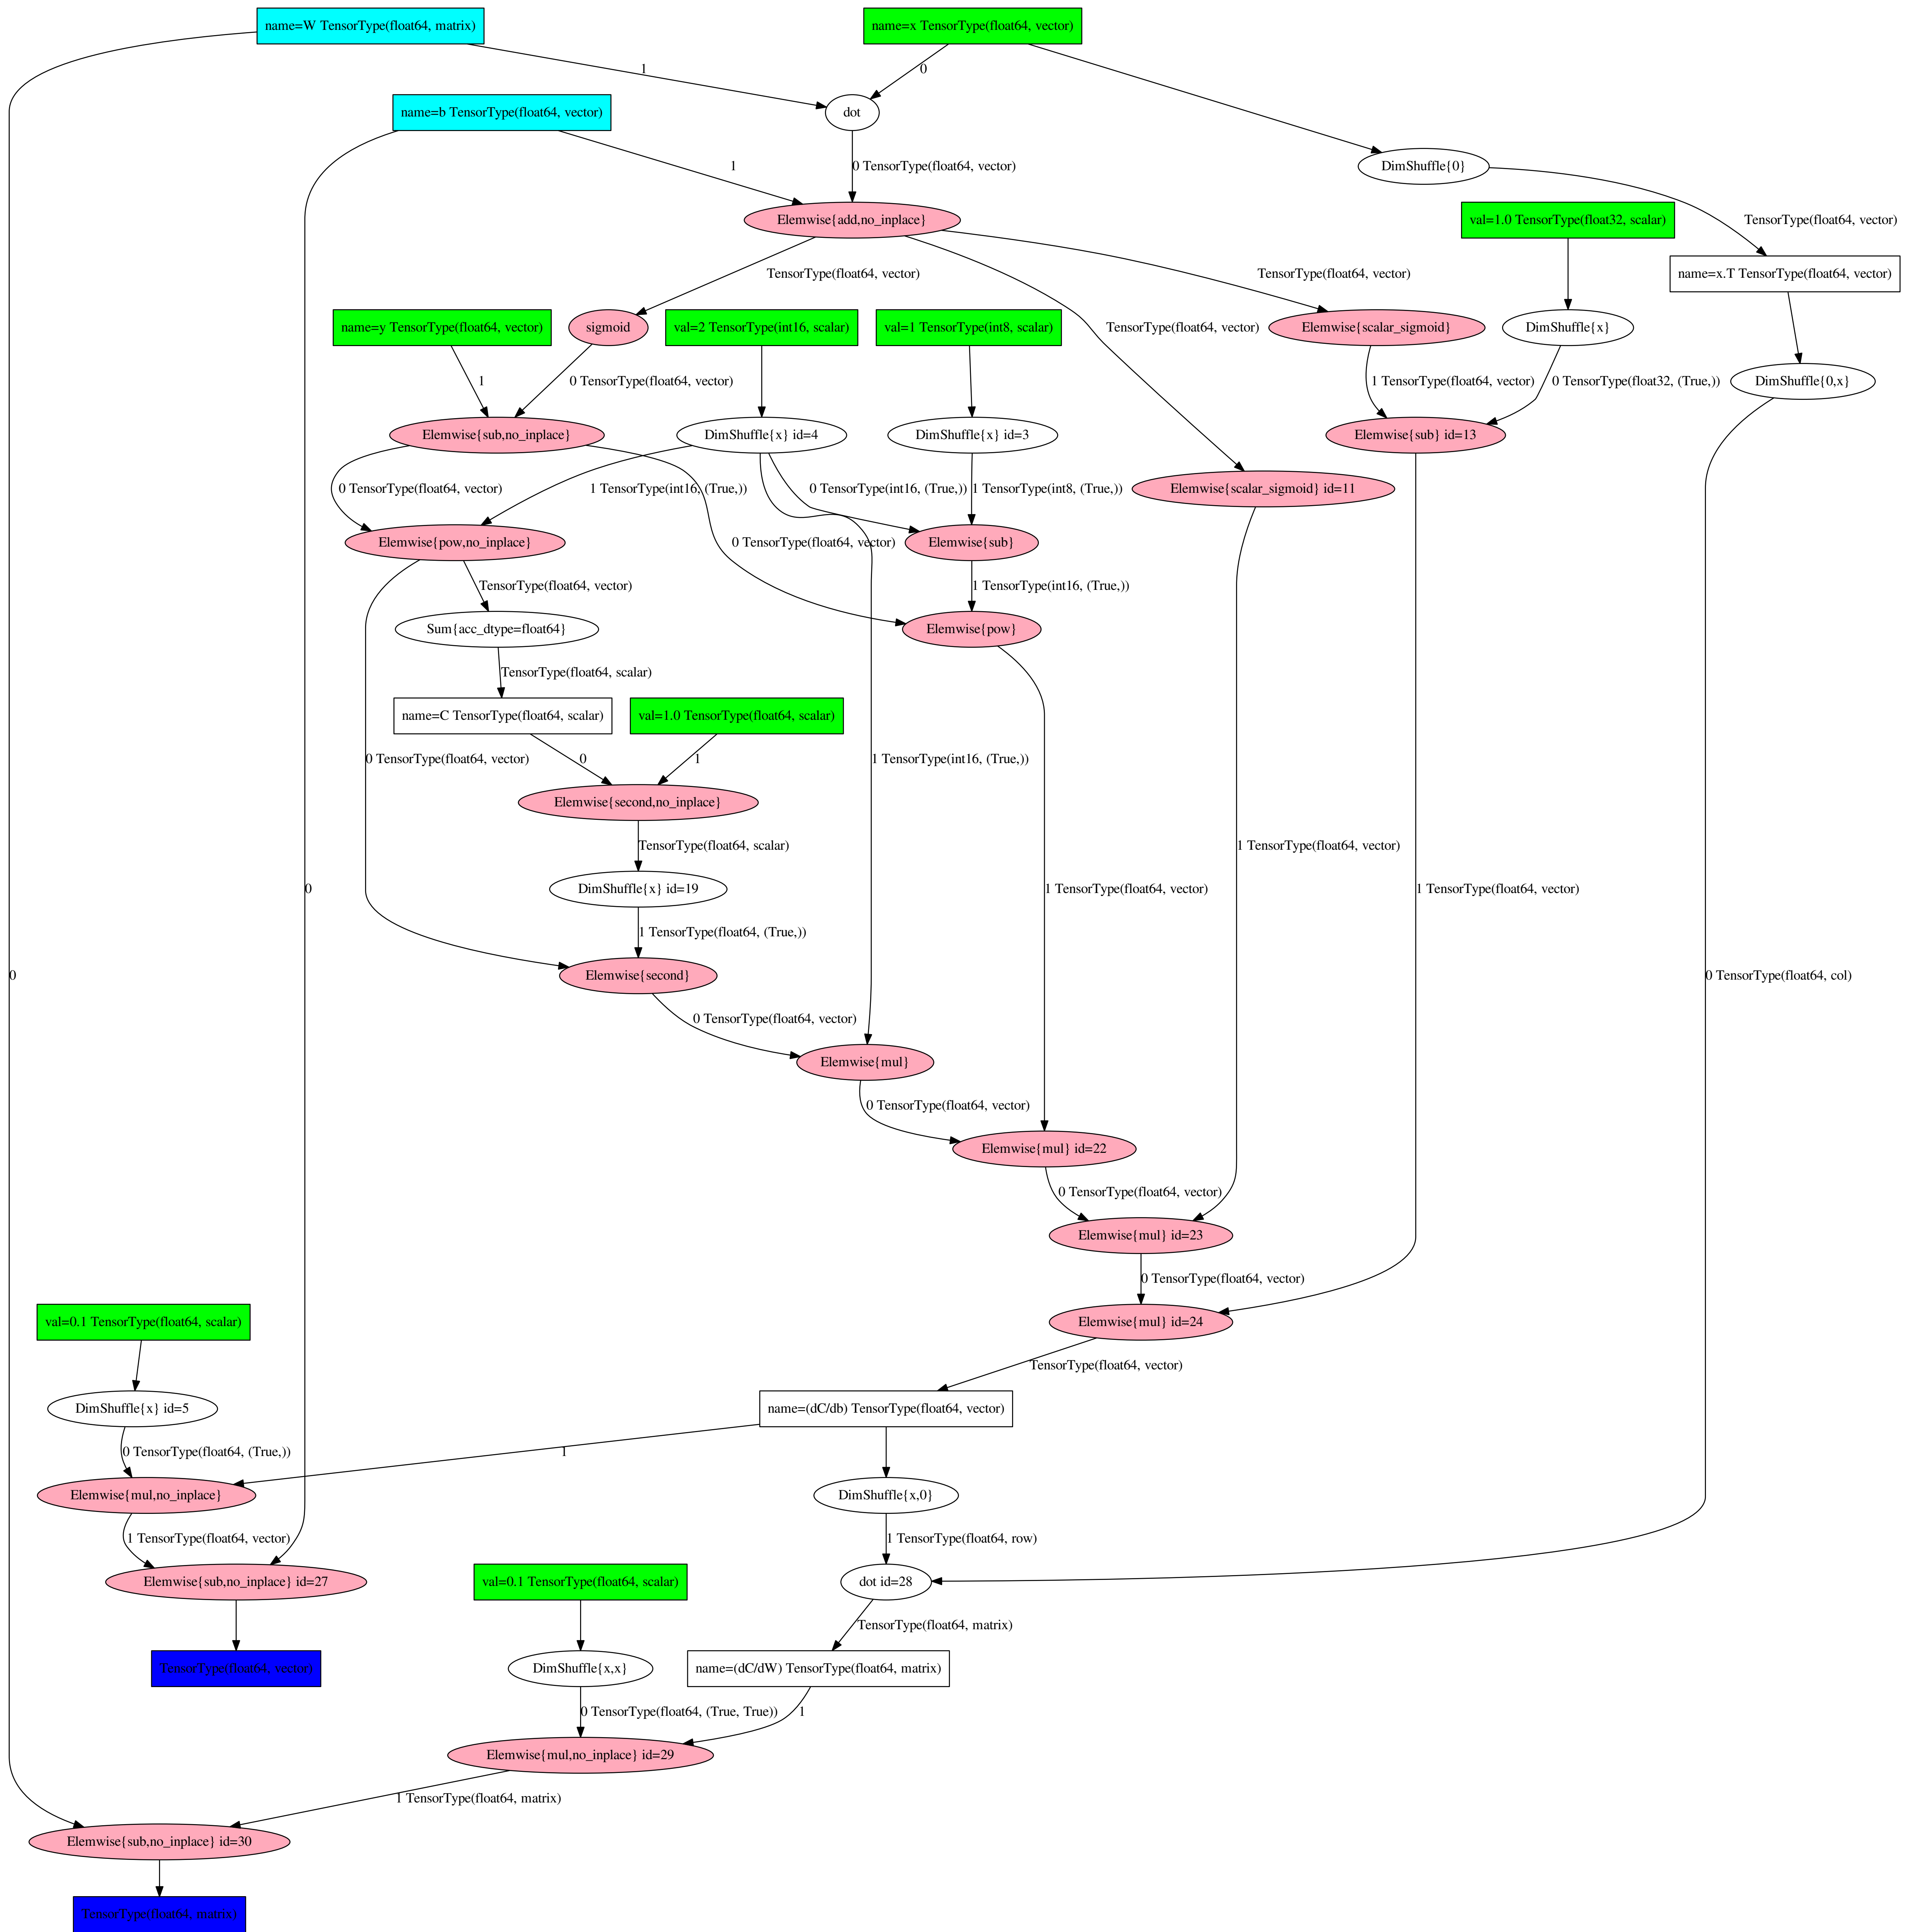 name=W TensorType(float64, matrix)
name=x TensorType(float64, vector)
1
0
name=b TensorType(float64, vector)
dot
1
0 TensorType(float64, vector)
DimShuffle{0}
Elemwise{add,no_inplace}
val=1.0 TensorType(float32, scalar)
TensorType(float64, vector)
TensorType(float64, vector)
TensorType(float64, vector)
name=x.T TensorType(float64, vector)
name=y TensorType(float64, vector)
sigmoid
val=2 TensorType(int16, scalar)
val=1 TensorType(int8, scalar)
TensorType(float64, vector)
Elemwise{scalar_sigmoid}
DimShuffle{x}
1
0 TensorType(float64, vector)
1 TensorType(float64, vector)
0 TensorType(float32, (True,))
DimShuffle{0,x}
Elemwise{sub,no_inplace}
DimShuffle{x} id=4
DimShuffle{x} id=3
Elemwise{sub} id=13
0 TensorType(float64, vector)
1 TensorType(int16, (True,))
0 TensorType(int16, (True,))
1 TensorType(int8, (True,))
Elemwise{scalar_sigmoid} id=11
Elemwise{pow,no_inplace}
0 TensorType(float64, vector)
Elemwise{sub}
TensorType(float64, vector)
1 TensorType(int16, (True,))
Sum{acc_dtype=float64}
Elemwise{pow}
TensorType(float64, scalar)
name=C TensorType(float64, scalar)
val=1.0 TensorType(float64, scalar)
0 TensorType(float64, vector)
0
1
1 TensorType(int16, (True,))
Elemwise{second,no_inplace}
TensorType(float64, scalar)
1 TensorType(float64, vector)
0
DimShuffle{x} id=19
1 TensorType(float64, vector)
1 TensorType(float64, vector)
1 TensorType(float64, (True,))
0
Elemwise{second}
0 TensorType(float64, col)
0 TensorType(float64, vector)
Elemwise{mul}
0 TensorType(float64, vector)
Elemwise{mul} id=22
0 TensorType(float64, vector)
Elemwise{mul} id=23
0 TensorType(float64, vector)
val=0.1 TensorType(float64, scalar)
Elemwise{mul} id=24
TensorType(float64, vector)
DimShuffle{x} id=5
name=(dC/db) TensorType(float64, vector)
0 TensorType(float64, (True,))
1
Elemwise{mul,no_inplace}
DimShuffle{x,0}
1 TensorType(float64, vector)
1 TensorType(float64, row)
Elemwise{sub,no_inplace} id=27
val=0.1 TensorType(float64, scalar)
dot id=28
TensorType(float64, matrix)
TensorType(float64, vector)
DimShuffle{x,x}
name=(dC/dW) TensorType(float64, matrix)
0 TensorType(float64, (True, True))
1
Elemwise{mul,no_inplace} id=29
1 TensorType(float64, matrix)
Elemwise{sub,no_inplace} id=30
TensorType(float64, matrix)